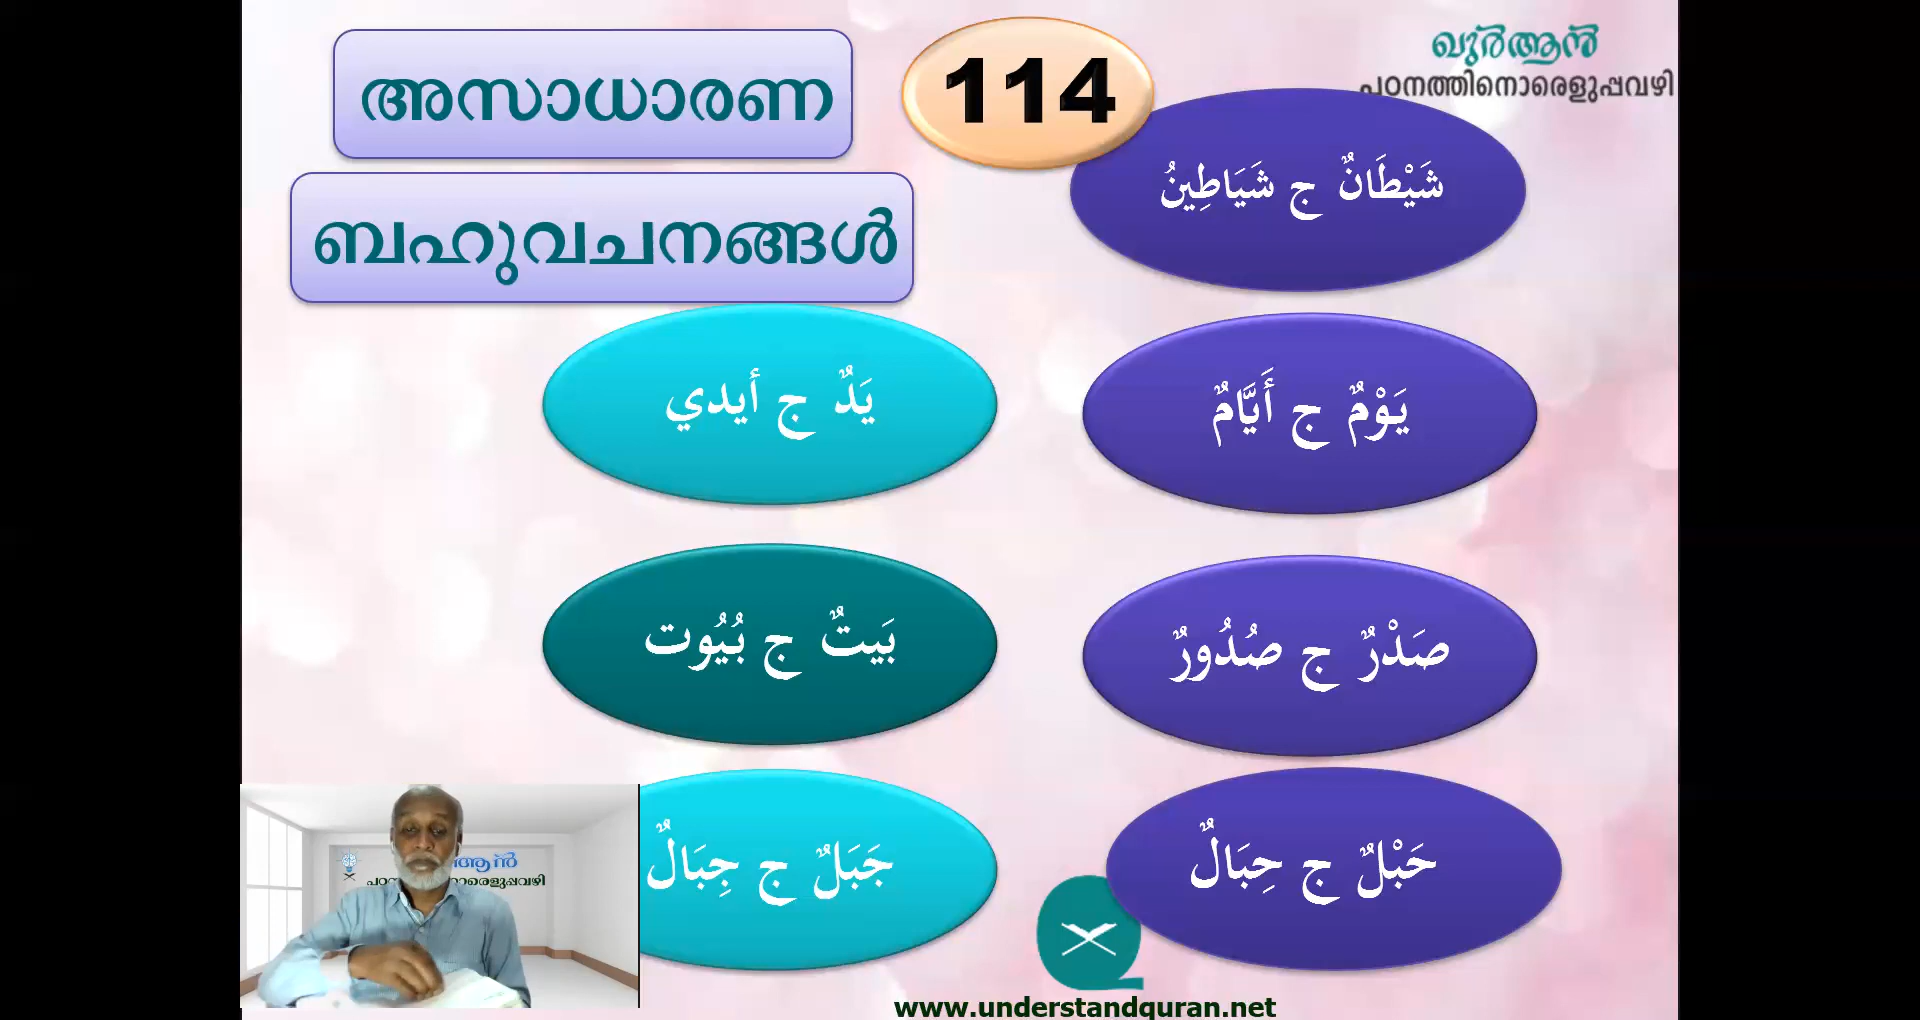 അസാധാരണ
ബഹുവചനങ്ങൾ
114
ഖുർആൻ
പഠനത്തിനൊരെളുപ്പവഴി
شَيْطَانٌ ج شَيَاطِينُ
يَدٌ ج أيدي
يَوْمٌ ج أَيَّامٌ
بَيتٌ ج بُيُوت
صَدْرٌ ج صُدُورٌ
جَبَلٌ ج جِبَالٌ
حَبْلٌ ج حِبَالٌ
www.understandquran.net